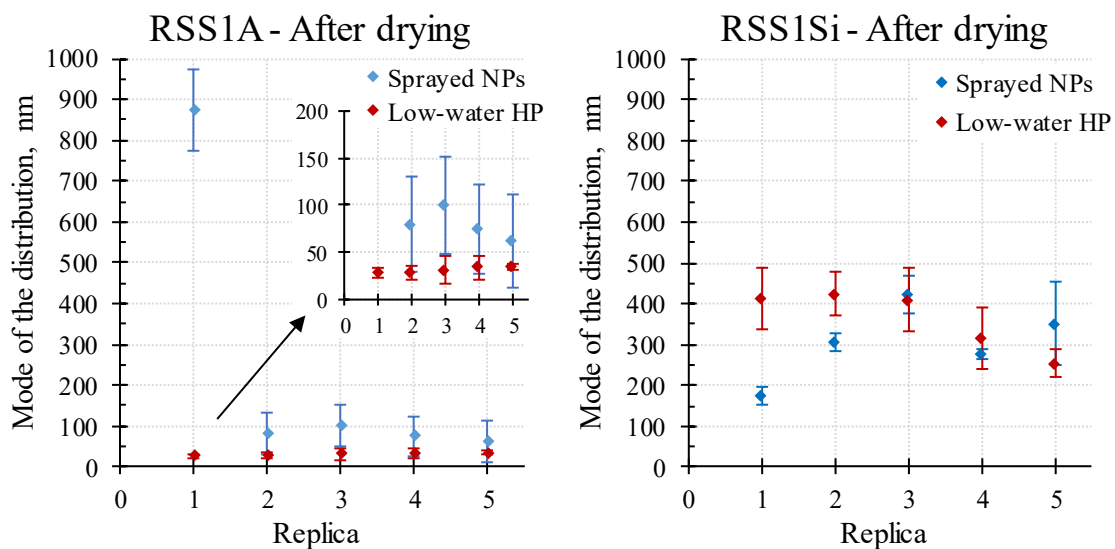 RSS1A - After drying
Mode of the distribution, nm
1000
900
800
700
600
500
400
300
200
100
0
Sprayed NPs
Low-water HP
200
150
100
50
0
0 1 2 3 4 5
0 1 2 3 4 5
Replica
RSS1Si - After drying
Mode of the distribution, nm
1000
900
800
700
600
500
400
300
200
100
0
Sprayed NPs
Low-water HP
0 1 2 3 4 5
Replica